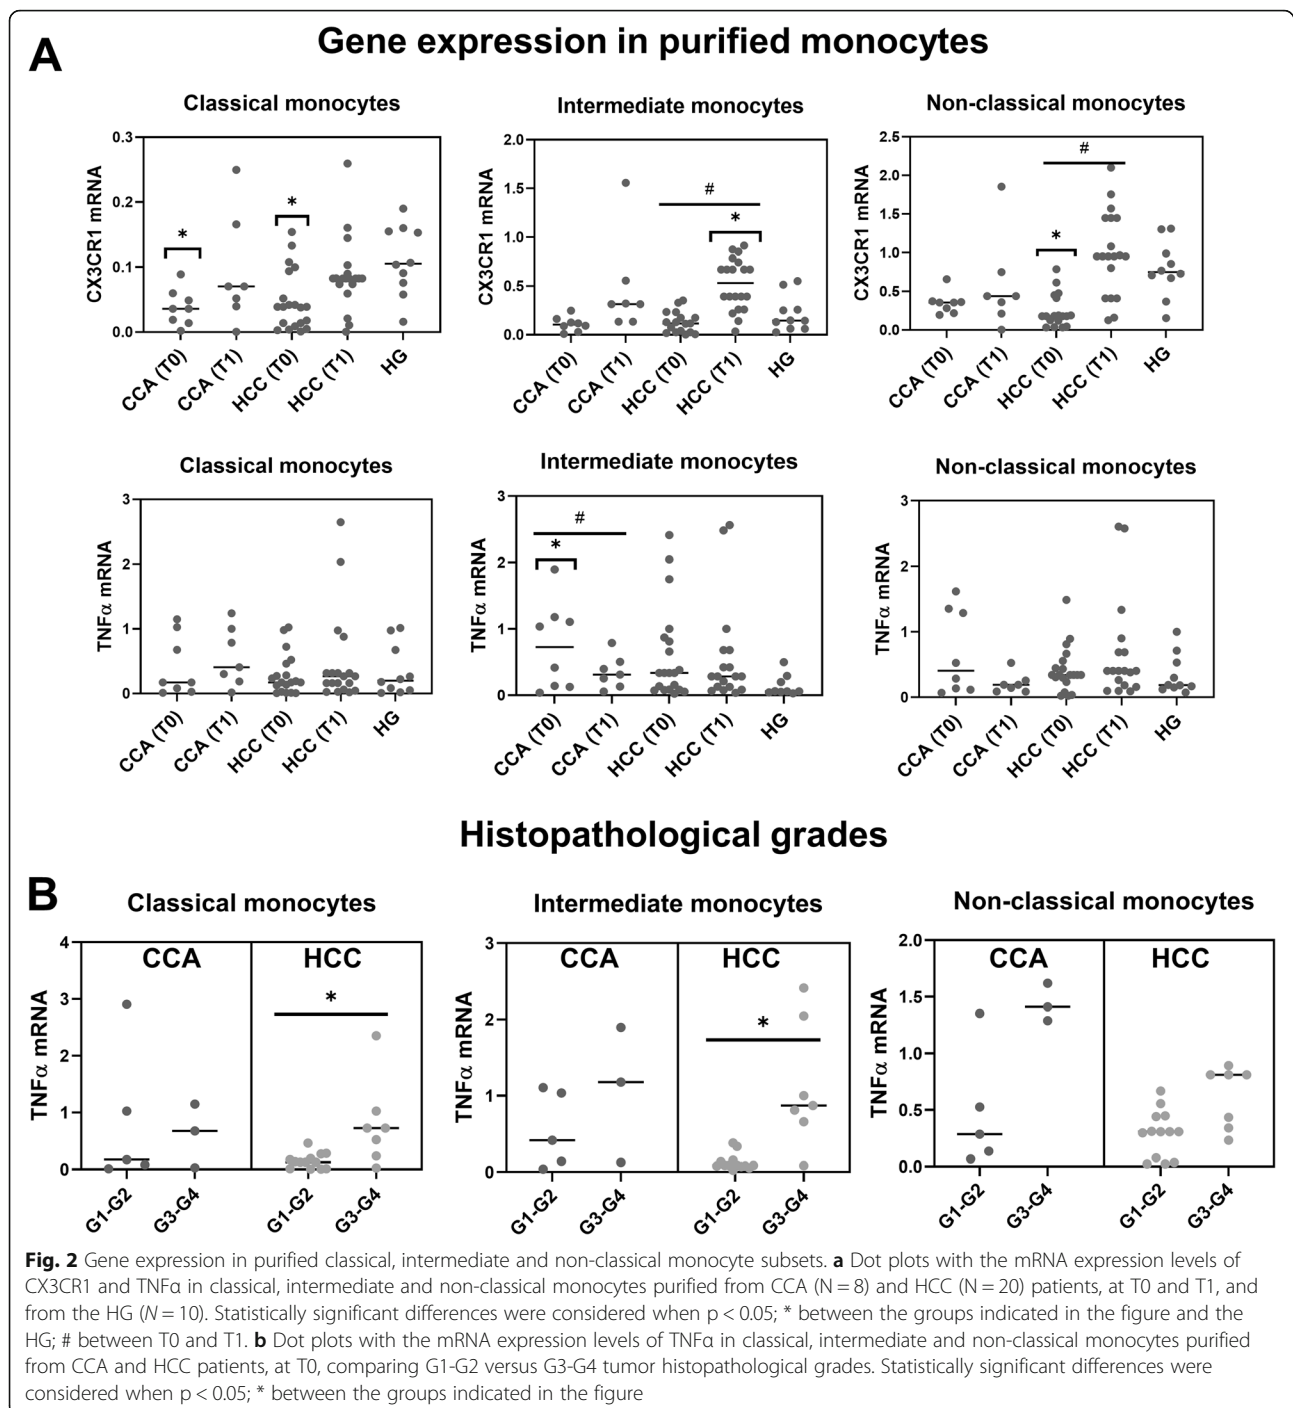 A
Gene expression in purified monocytes
Classical monocytes
Intermediate monocytes
Non-classical monocytes
CX3CR1 mRNA
0.3
0.2
0.1
0.0
*
*
CCA (T0)
CCA (T1)
HCC (T0)
HCC (T1)
HG
CX3CR1 mRNA
2.0
1.5
1.0
0.5
0.0
#
*
CCA (T0)
CCA (T1)
HCC (T0)
HCC (T1)
HG
CX3CR1 mRNA
2.5
2.0
1.5
1.0
0.5
0.0
#
*
CCA (T0)
CCA (T1)
HCC (T0)
HCC (T1)
HG
Classical monocytes
Intermediate monocytes
Non-classical monocytes
TNFα mRNA
3
2
1
0
CCA (T0)
CCA (T1)
HCC (T0)
HCC (T1)
HG
TNFα mRNA
3
2
1
0
#
*
CCA (T0)
CCA (T1)
HCC (T0)
HCC (T1)
HG
TNFα mRNA
3
2
1
0
CCA (T0)
CCA (T1)
HCC (T0)
HCC (T1)
HG
Histopathological grades
B
Classical monocytes
Intermediate monocytes
Non-classical monocytes
TNFα mRNA
4
3
2
1
0
CCA
HCC
*
G1-G2
G3-G4
G1-G2
G3-G4
TNFα mRNA
3
2
1
0
CCA
HCC
*
G1-G2
G3-G4
G1-G2
G3-G4
TNFα mRNA
2.0
1.5
1.0
0.5
0.0
CCA
HCC
G1-G2
G3-G4
G1-G2
G3-G4
Fig. 2 Gene expression in purified classical, intermediate and non-classical monocyte subsets. a Dot plots with the mRNA expression levels of
CX3CR1 and TNFα in classical, intermediate and non-classical monocytes purified from CCA (N = 8) and HCC (N = 20) patients, at T0 and T1, and
from the HG (N = 10). Statistically significant differences were considered when p < 0.05; * between the groups indicated in the figure and the
HG; # between T0 and T1. b Dot plots with the mRNA expression levels of TNFα in classical, intermediate and non-classical monocytes purified
from CCA and HCC patients, at T0, comparing G1-G2 versus G3-G4 tumor histopathological grades. Statistically significant differences were
considered when p < 0.05; * between the groups indicated in the figure